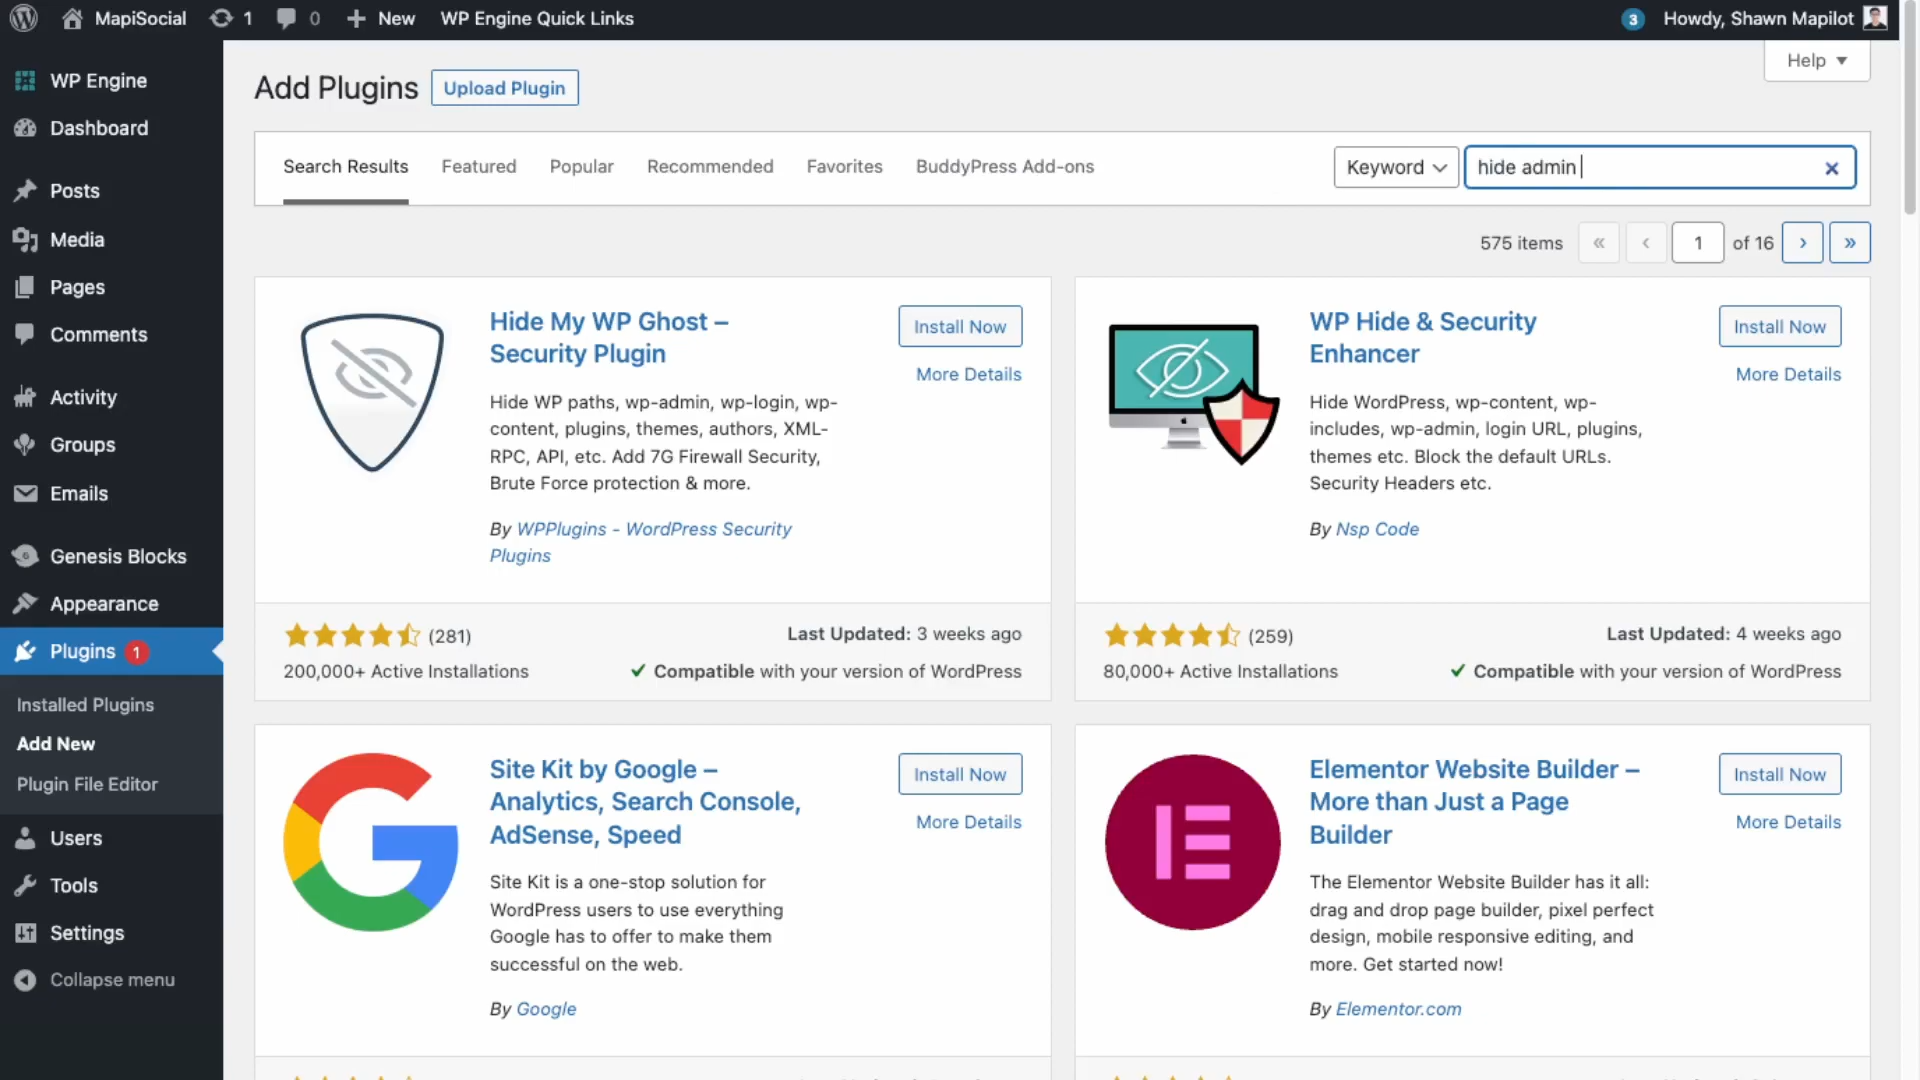 MapiSocial 1 0 New WP Engine Quick Links 3 Howdy, Shawn Mapilot
WP Engine
Dashboard
Posts
Media
Pages
Comments
Activity
Groups
Emails
Genesis Blocks
Appearance
Plugins 1
Installed Plugins
Add New
Plugin File Editor
Users
Tools
Settings
Collapse menu
Help
Add Plugins Upload Plugin
Search Results Featured Popular Recommended Favorites BuddyPress Add-ons Keyword hide admin
575 items « ‹ 1 of 16 › »
Hide My WP Ghost –
Security Plugin
Install Now
More Details
Hide WP paths, wp-admin, wp-login, wp-
content, plugins, themes, authors, XML-
RPC, API, etc. Add 7G Firewall Security,
Brute Force protection & more.
By WPPlugins - WordPress Security
Plugins
(281)
Last Updated: 3 weeks ago
200,000+ Active Installations
Compatible with your version of WordPress
WP Hide & Security
Enhancer
Install Now
More Details
Hide WordPress, wp-content, wp-
includes, wp-admin, login URL, plugins,
themes etc. Block the default URLs.
Security Headers etc.
By Nsp Code
(259)
Last Updated: 4 weeks ago
80,000+ Active Installations
Compatible with your version of WordPress
Site Kit by Google –
Analytics, Search Console,
AdSense, Speed
Install Now
More Details
Site Kit is a one-stop solution for
WordPress users to use everything
Google has to offer to make them
successful on the web.
By Google
Elementor Website Builder –
More than Just a Page
Builder
Install Now
More Details
The Elementor Website Builder has it all:
drag and drop page builder, pixel perfect
design, mobile responsive editing, and
more. Get started now!
By Elementor.com